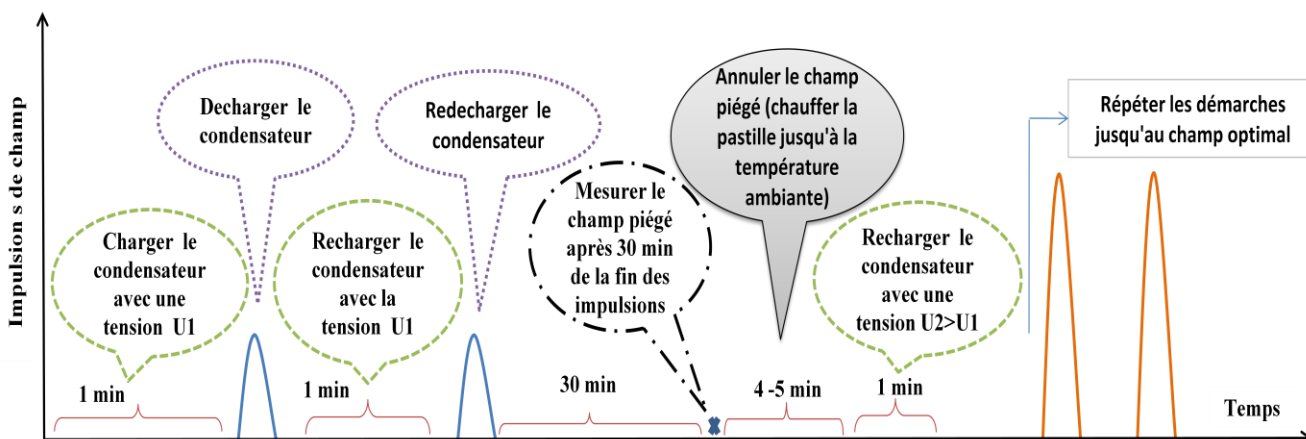 Impulsion s de champ
Decharger le
condensateur
Redecharger le
condensateur
Annuler le champ
piégé (chauffer la
pastille jusqu'à la
température
ambiante)
Répéter les démarches
jusqu'au champ optimal
Charger le
condensateur
avec une
tension U1
Recharger le
condensateur
avec la
tension U1
Mesurer le
champ piégé
après 30 min
de la fin des
impulsions
Recharger le
condensateur
avec une
tension U2>U1
1 min
1 min
30 min
4 -5 min
1 min
Temps